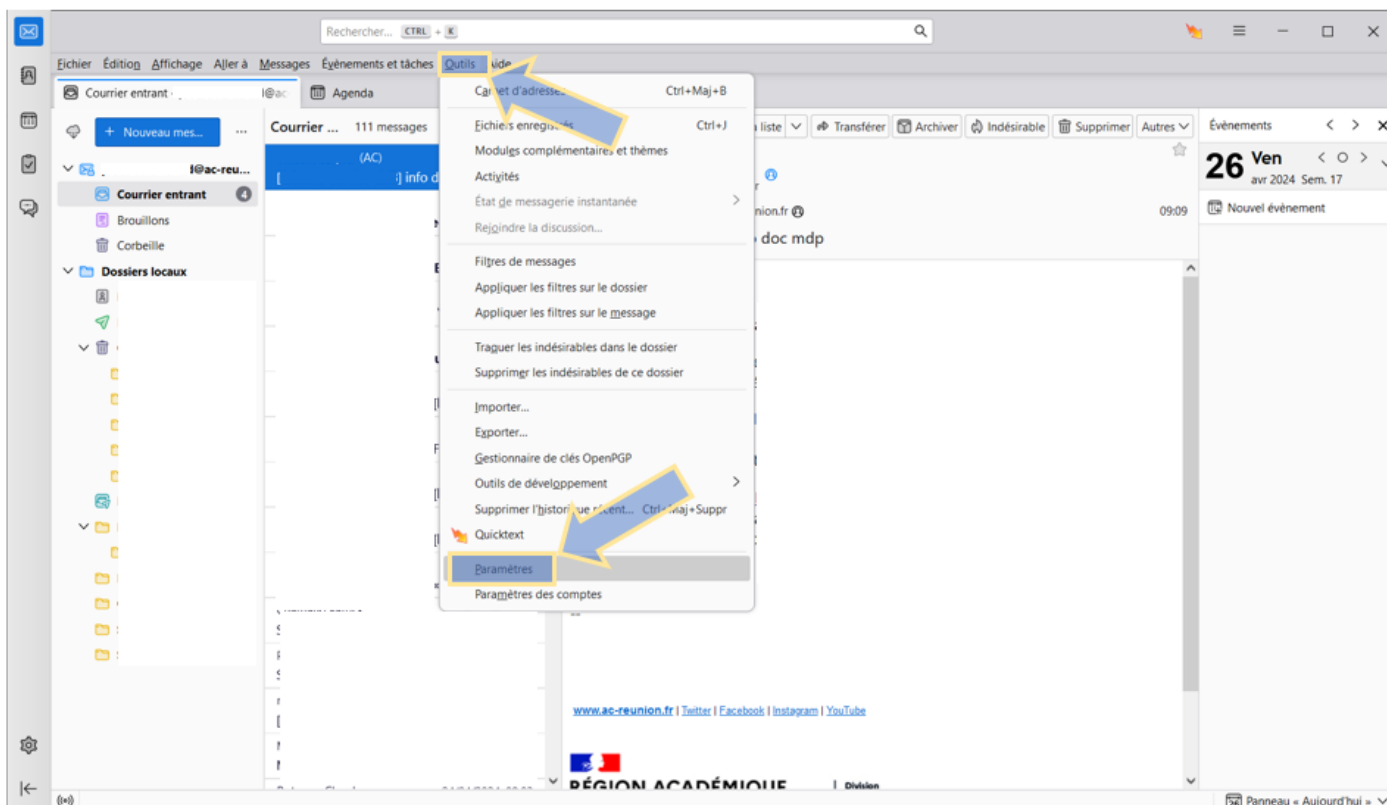 Rechercher... CTRL + K
Fichier Édition Affichage Aller à Messages Évènements et tâches Outils Aide
Courrier entrant - l@ac- Agenda
Carnet d'adresses Ctrl+Maj+B
Fichiers enregistrés Ctrl+J
Modules complémentaires et thèmes
Activités
État de messagerie instantanée
Rejoindre la discussion...
Filtres de messages
Appliquer les filtres sur le dossier
Appliquer les filtres sur le message
Traquer les indésirables dans le dossier
Supprimer les indésirables de ce dossier
Importer...
Exporter...
Gestionnaire de clés OpenPGP
Outils de développement
Supprimer l'historique récent... Ctrl+Maj+Suppr
Quicktext
Paramètres
Paramètres des comptes
+ Nouveau mes... ...
@ac-reu...
Courrier entrant 4
Brouillons
Corbeille
Dossiers locaux
Courrier ... 111 messages
(AC)
[ :] info d
liste Transférer Archiver Indésirable Supprimer Autres
nion.fr 09:09
doc mdp
www.ac-reunion.fr | Twitter | Facebook | Instagram | YouTube
RÉGION ACADÉMIQUE | Division
Évènements
26 Ven
avr 2024 Sem. 17
Nouvel évènement
Panneau « Aujourd'hui »